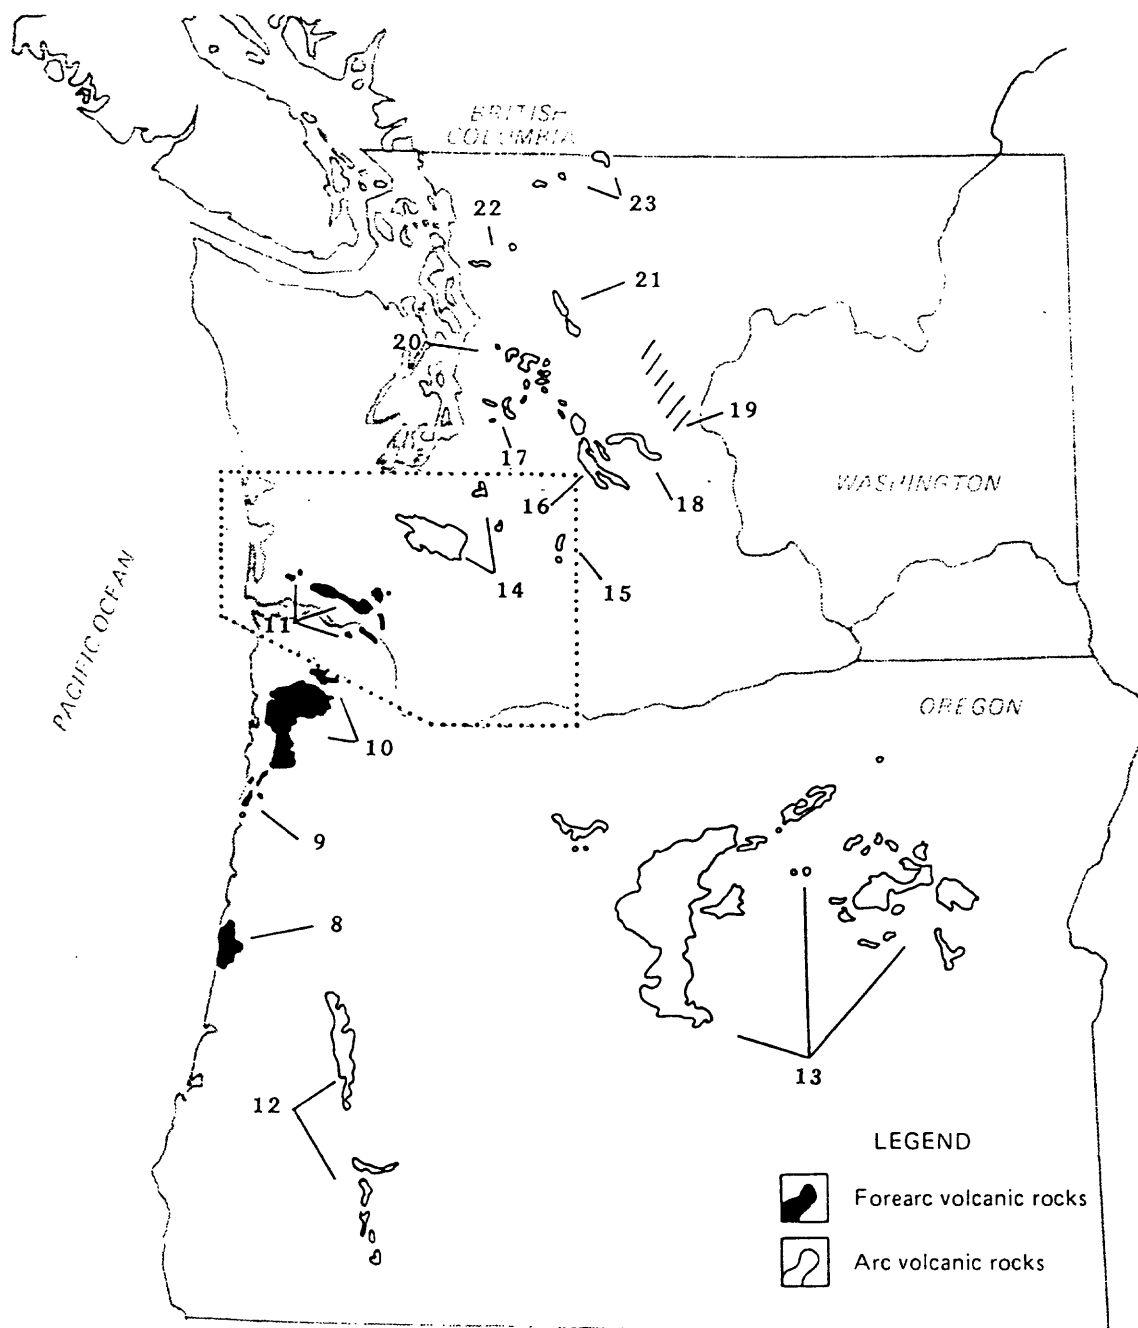 BRITISH
COLUMBIA
23
22
21
20
19
17
WASHINGTON
16
18
14
15
PACIFIC OCEAN
11
OREGON
10
9
8
13
12
LEGEND
Forearc volcanic rocks
Arc volcanic rocks